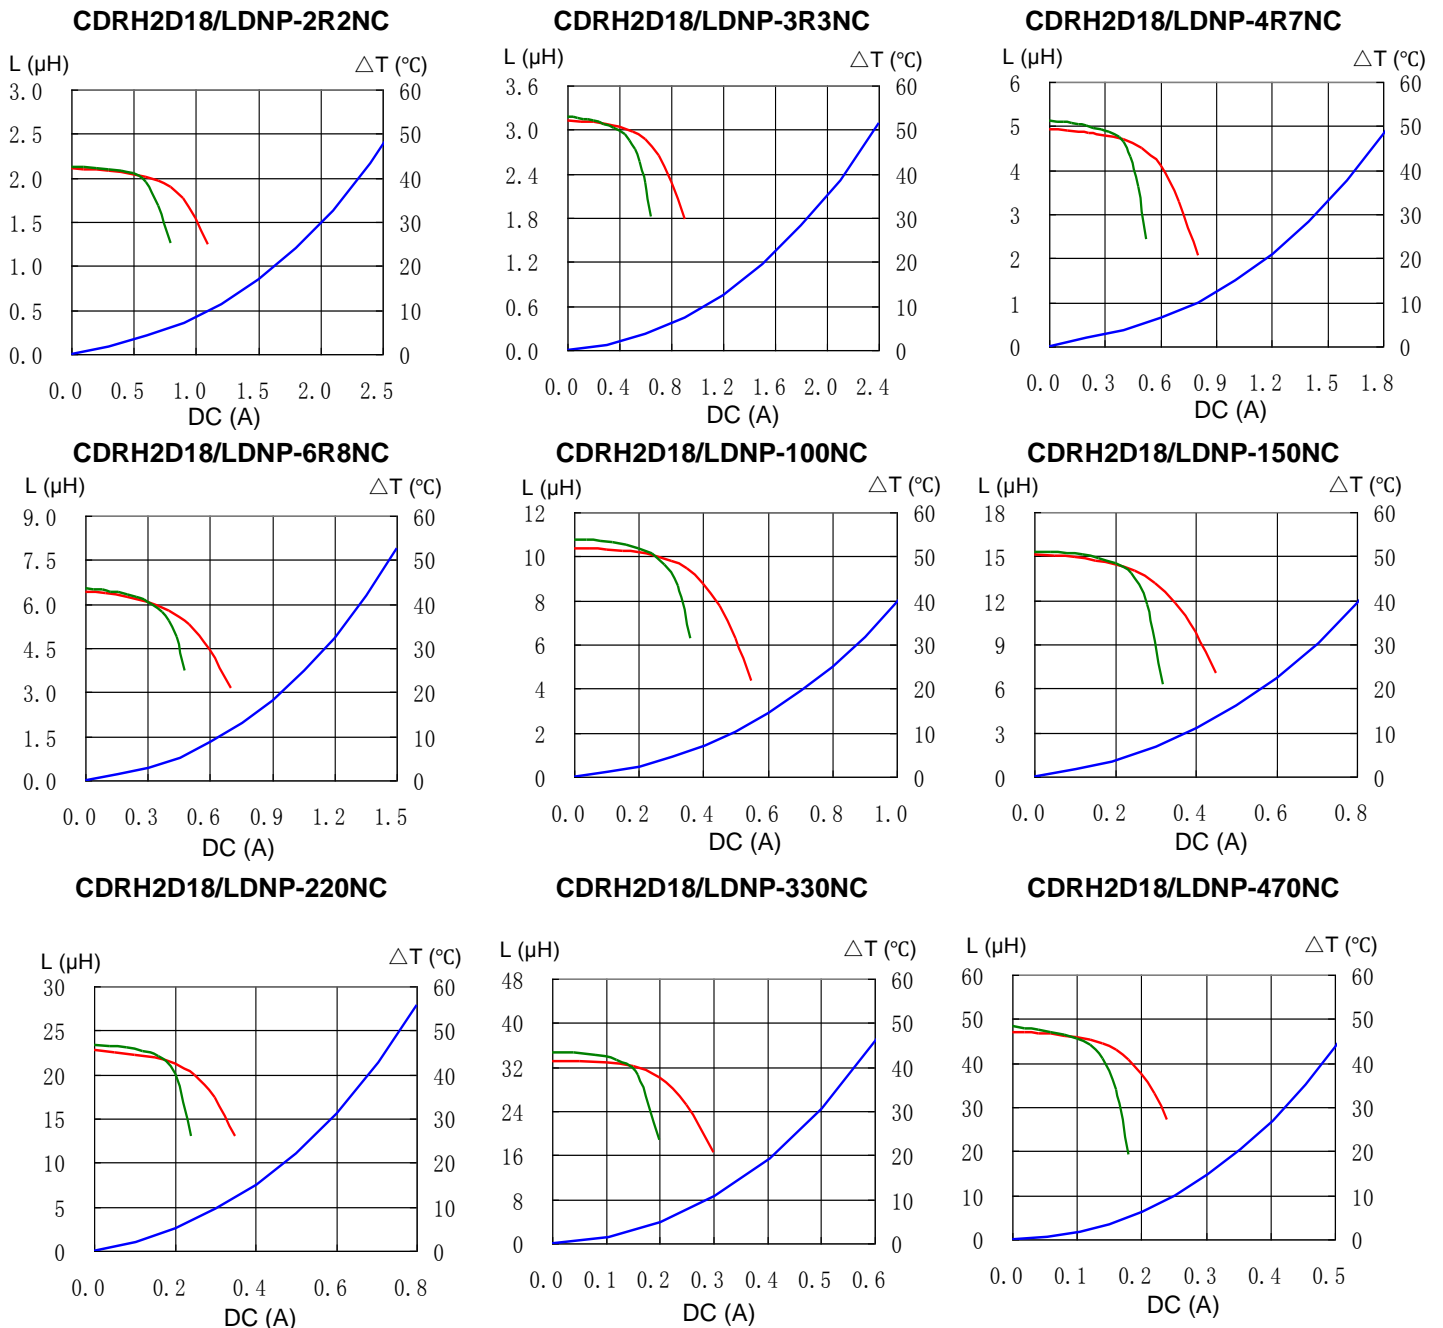 CDRH2D18/LDNP-2R2NC
L (μH)
△T (℃)
3.0
2.5
2.0
1.5
1.0
0.5
0.0
60
50
40
30
20
10
0
0.0 0.5 1.0 1.5 2.0 2.5
DC (A)
CDRH2D18/LDNP-3R3NC
L (μH)
△T (℃)
3.6
3.0
2.4
1.8
1.2
0.6
0.0
60
50
40
30
20
10
0
0.0 0.4 0.8 1.2 1.6 2.0 2.4
DC (A)
CDRH2D18/LDNP-4R7NC
L (μH)
△T (℃)
6
5
4
3
2
1
0
60
50
40
30
20
10
0
0.0 0.3 0.6 0.9 1.2 1.5 1.8
DC (A)
CDRH2D18/LDNP-6R8NC
L (μH)
△T (℃)
9.0
7.5
6.0
4.5
3.0
1.5
0.0
60
50
40
30
20
10
0
0.0 0.3 0.6 0.9 1.2 1.5
DC (A)
CDRH2D18/LDNP-100NC
L (μH)
△T (℃)
12
10
8
6
4
2
0
60
50
40
30
20
10
0
0.0 0.2 0.4 0.6 0.8 1.0
DC (A)
CDRH2D18/LDNP-150NC
L (μH)
△T (℃)
18
15
12
9
6
3
0
60
50
40
30
20
10
0
0.0 0.2 0.4 0.6 0.8
DC (A)
CDRH2D18/LDNP-220NC
L (μH)
△T (℃)
30
25
20
15
10
5
0
60
50
40
30
20
10
0
0.0 0.2 0.4 0.6 0.8
DC (A)
CDRH2D18/LDNP-330NC
L (μH)
△T (℃)
48
40
32
24
16
8
0
60
50
40
30
20
10
0
0.0 0.1 0.2 0.3 0.4 0.5 0.6
DC (A)
CDRH2D18/LDNP-470NC
L (μH)
△T (℃)
60
50
40
30
20
10
0
60
50
40
30
20
10
0
0.0 0.1 0.2 0.3 0.4 0.5
DC (A)